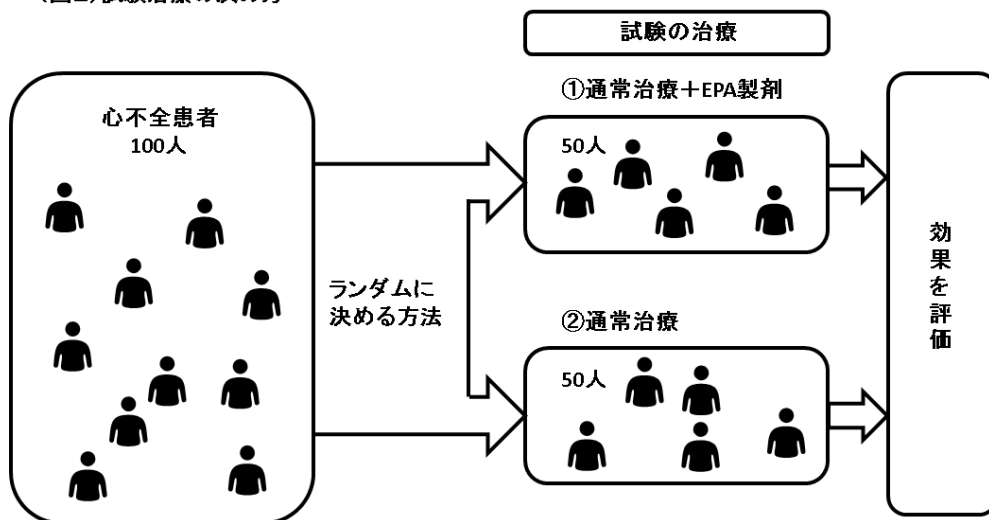 試験の治療
心不全患者
100人
①通常治療＋EPA製剤
50人
ランダムに
決める方法
②通常治療
50人
効果を評価